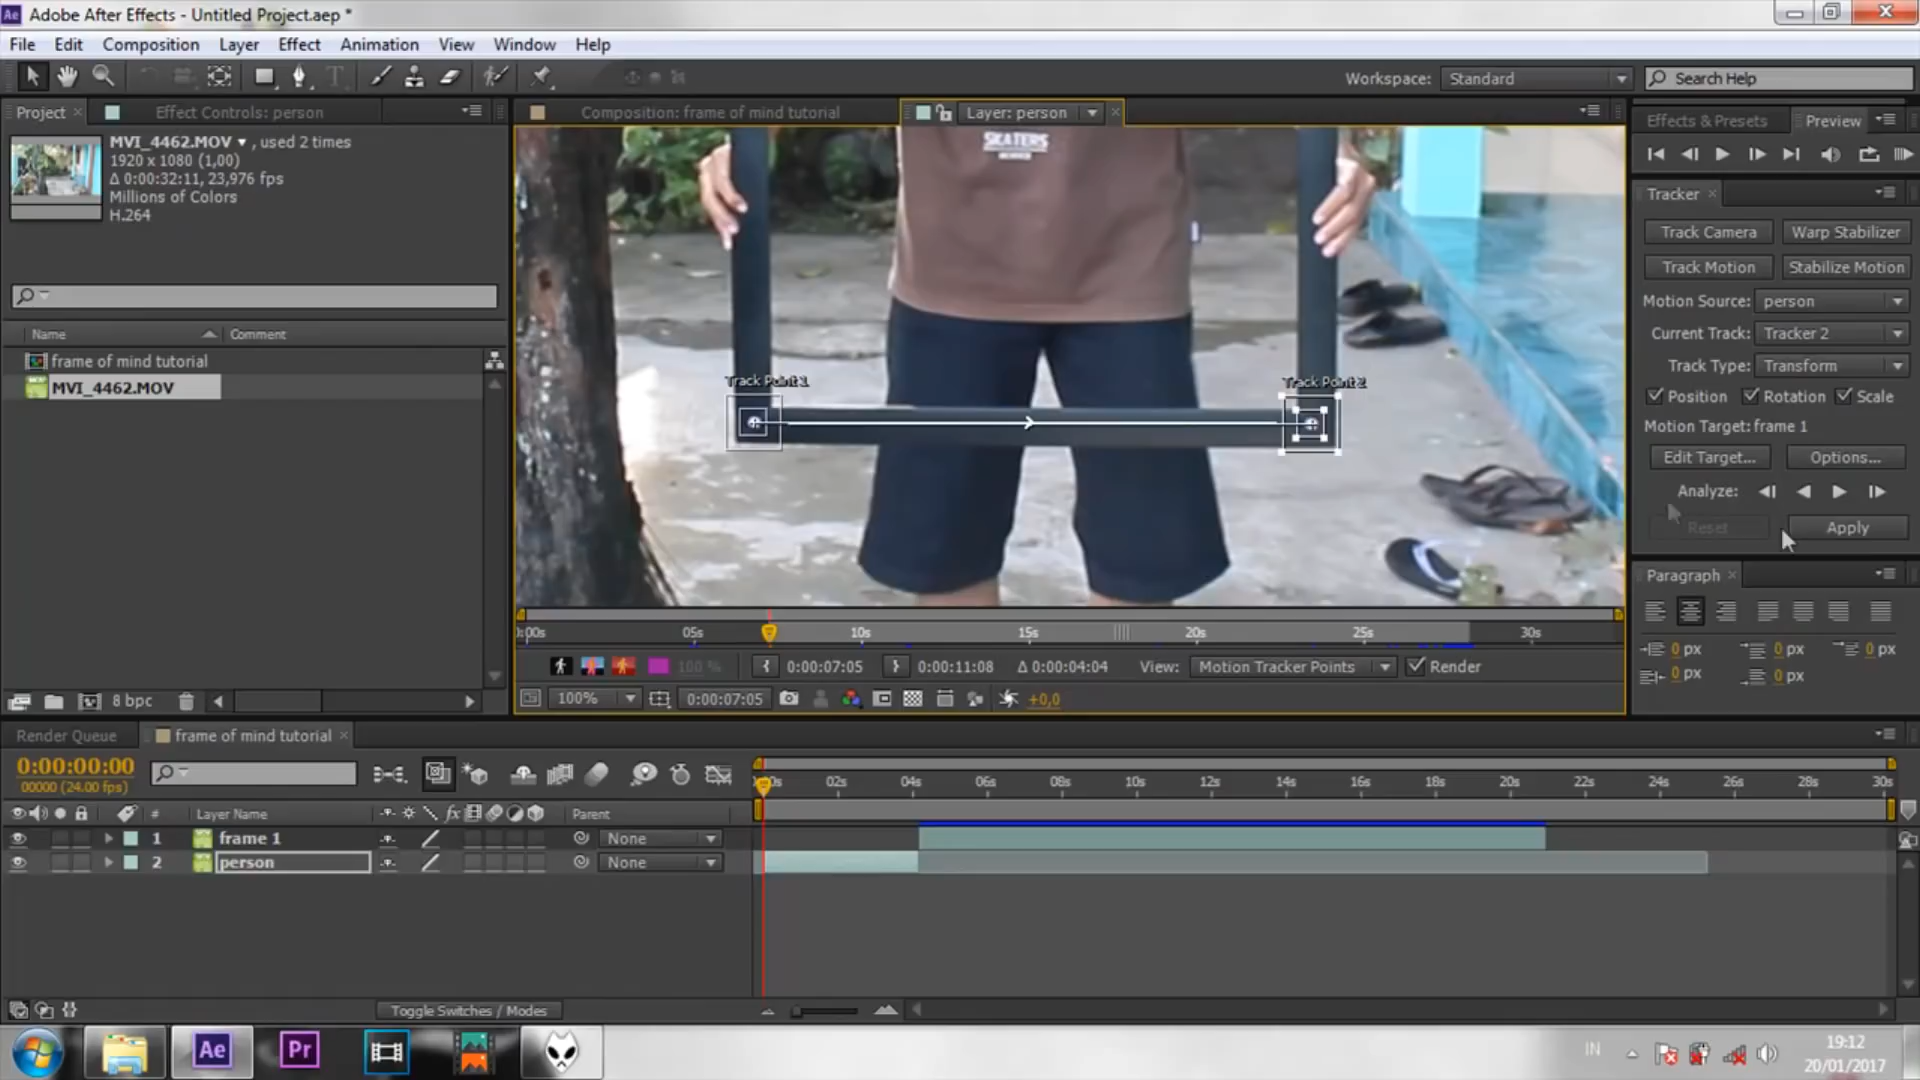 Adobe After Effects - Untitled Project.aep *
File Edit Composition Layer Effect Animation View Window Help
Workspace: Standard Search Help
Project Effect Controls: person
MVI_4462.MOV ▼ , used 2 times
1920 x 1080 (1,00)
Δ 0:00:32:11, 23,976 fps
Millions of Colors
H.264
Name Comment
frame of mind tutorial
MVI_4462.MOV
8 bpc
Composition: frame of mind tutorial Layer: person
SKATERS
Track Point 1 Track Point 2
0:00s 05s 10s 15s 20s 25s 30s
100 % 0:00:07:05 0:00:11:08 Δ 0:00:04:04 View: Motion Tracker Points Render
100% 0:00:07:05 +0,0
Effects & Presets Preview
Tracker
Track Camera Warp Stabilizer
Track Motion Stabilize Motion
Motion Source: person
Current Track: Tracker 2
Track Type: Transform
Position Rotation Scale
Motion Target: frame 1
Edit Target... Options...
Analyze:
Reset Apply
Paragraph
0 px 0 px 0 px
0 px 0 px
Render Queue frame of mind tutorial
0:00:00:00
00000 (24.00 fps)
# Layer Name fx Parent
1 frame 1 None
2 person None
02s 04s 06s 08s 10s 12s 14s 16s 18s 20s 22s 24s 26s 28s 30s
Toggle Switches / Modes
Ae Pr
IN
19:12
20/01/2017